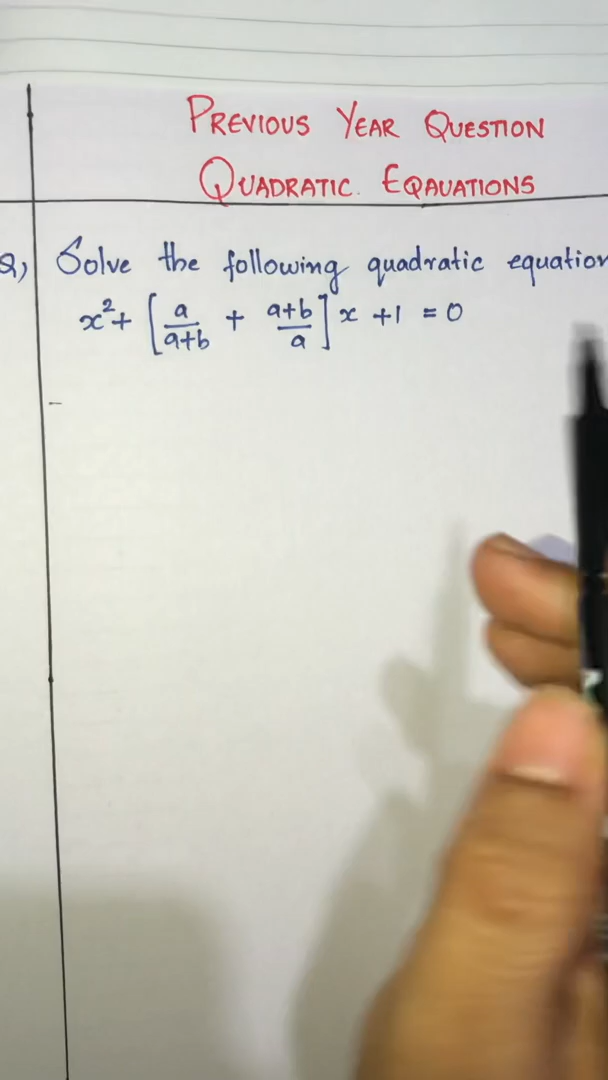 PREVIOUS YEAR QUESTION
QUADRATIC EQAUATIONS
Q) Solve the following quadratic equation
x² + [a/(a+b) + (a+b)/a] x + 1 = 0